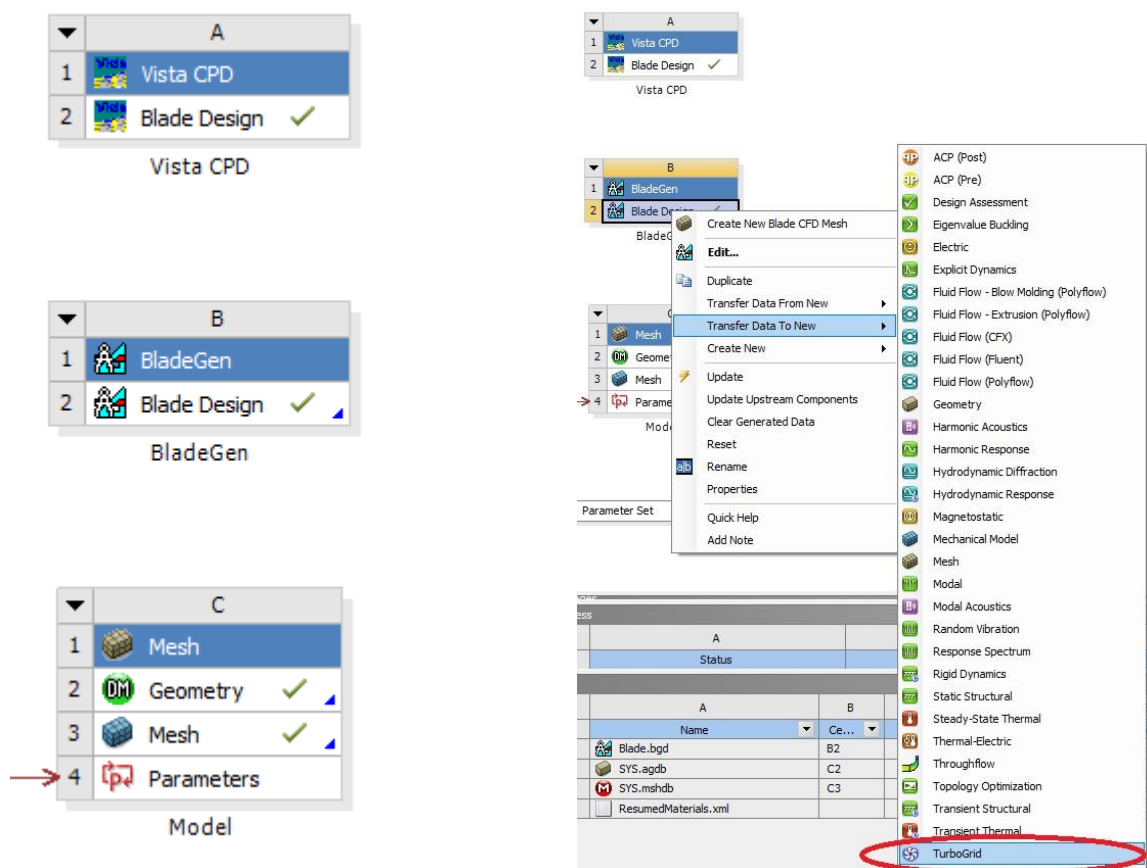 A
1 Vista CPD
2 Blade Design
Vista CPD
B
1 BladeGen
2 Blade Design
BladeGen
C
1 Mesh
2 Geometry
3 Mesh
4 Parameters
Model
A
1 Vista CPD
2 Blade Design
Vista CPD
B
1 BladeGen
2 Blade Design
BladeG
1 Mesh
2 Geome
3 Mesh
4 Parame
Mode
Create New Blade CFD Mesh
Edit...
Duplicate
Transfer Data From New
Transfer Data To New
Create New
Update
Update Upstream Components
Clear Generated Data
Reset
Rename
Properties
Quick Help
Add Note
ACP (Post)
ACP (Pre)
Design Assessment
Eigenvalue Buckling
Electric
Explicit Dynamics
Fluid Flow - Blow Molding (Polyflow)
Fluid Flow - Extrusion (Polyflow)
Fluid Flow (CFX)
Fluid Flow (Fluent)
Fluid Flow (Polyflow)
Geometry
Harmonic Acoustics
Harmonic Response
Hydrodynamic Diffraction
Hydrodynamic Response
Magnetostatic
Mechanical Model
Mesh
Modal
Modal Acoustics
Random Vibration
Response Spectrum
Rigid Dynamics
Static Structural
Steady-State Thermal
Thermal-Electric
Throughflow
Topology Optimization
Transient Structural
Transient Thermal
TurboGrid
Parameter Set
ess
A
Status
A B
Name Ce...
Blade.bgd B2
SYS.agdb C2
SYS.mshdb C3
ResumedMaterials.xml